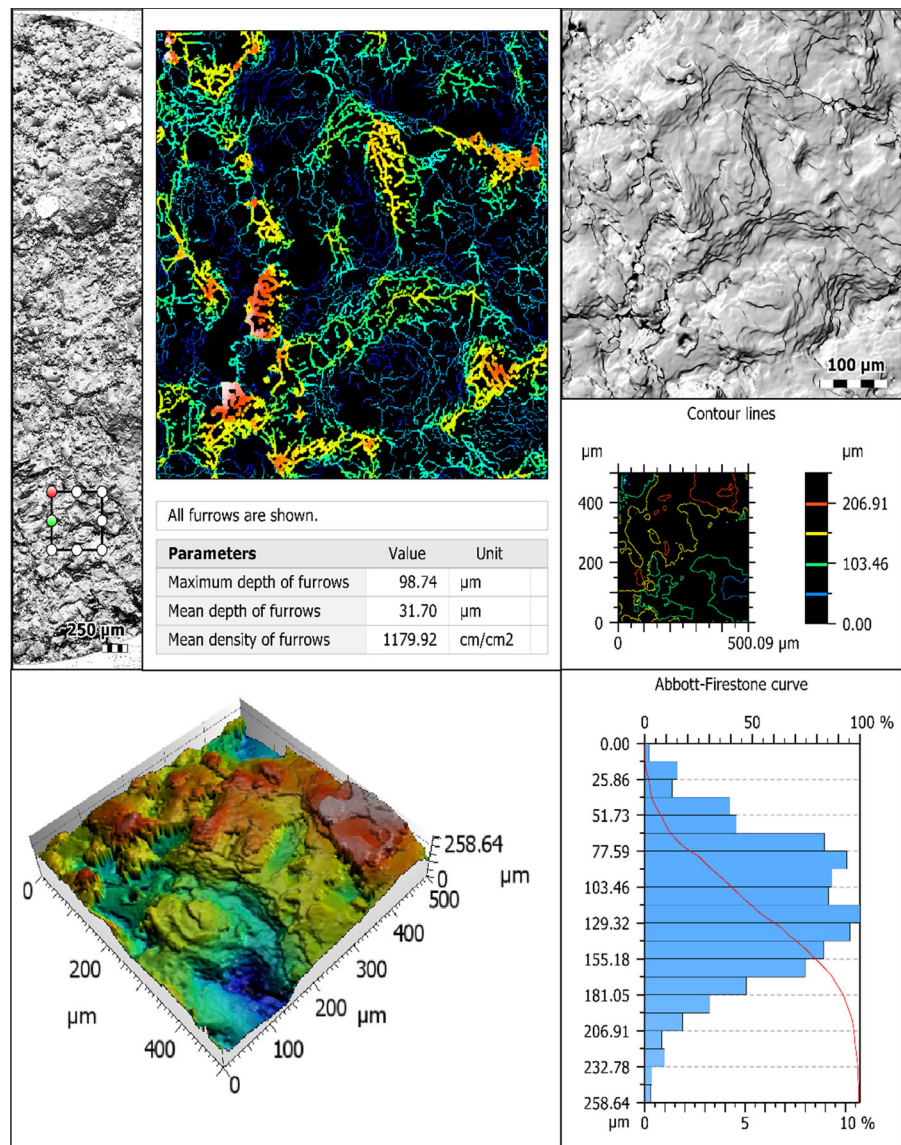 250 µm
All furrows are shown.
Parameters Value Unit
Maximum depth of furrows 98.74 µm
Mean depth of furrows 31.70 µm
Mean density of furrows 1179.92 cm/cm2
100 µm
Contour lines
µm µm
400
200
0
0 500.09 µm
206.91
103.46
0.00
258.64
0
µm
0
200
400
µm
500
400
300
200
100
0
µm
Abbott-Firestone curve
0 50 100 %
0.00
25.86
51.73
77.59
103.46
129.32
155.18
181.05
206.91
232.78
258.64
µm 0 5 10 %